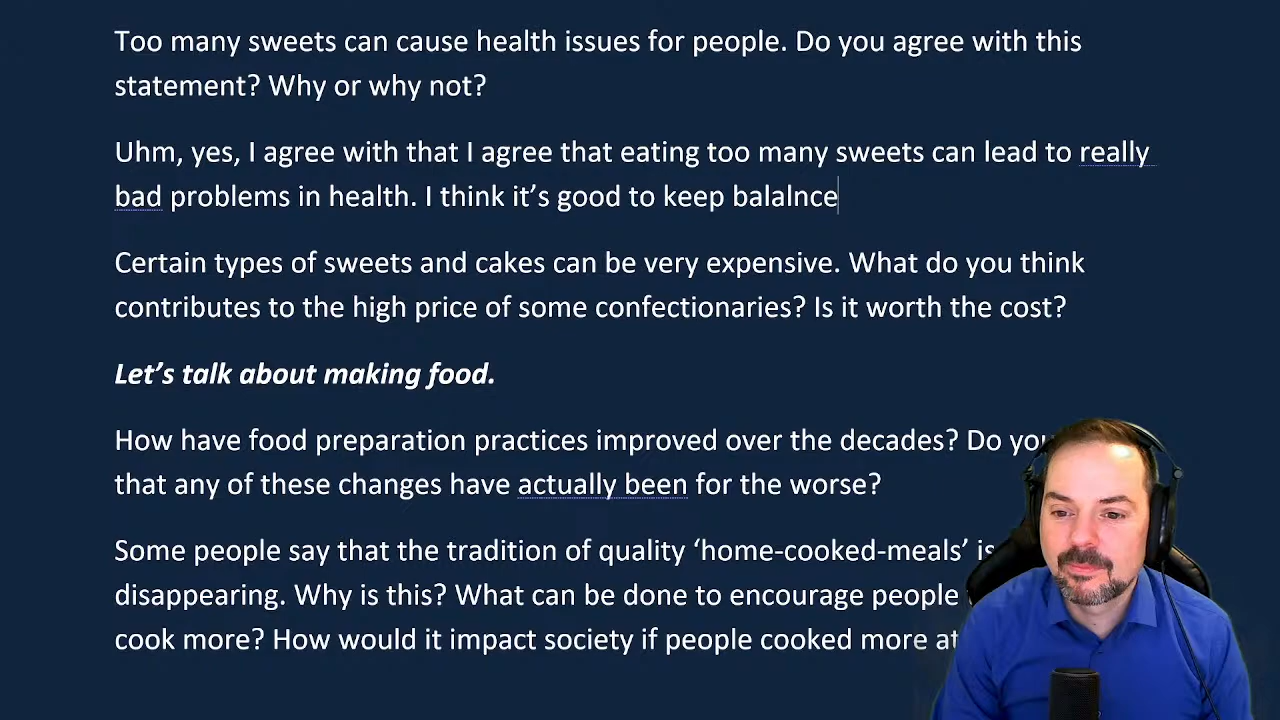 Too many sweets can cause health issues for people. Do you agree with this
statement? Why or why not?
Uhm, yes, I agree with that I agree that eating too many sweets can lead to really
bad problems in health. I think it’s good to keep balalnce
Certain types of sweets and cakes can be very expensive. What do you think
contributes to the high price of some confectionaries? Is it worth the cost?
Let’s talk about making food.
How have food preparation practices improved over the decades? Do you
that any of these changes have actually been for the worse?
Some people say that the tradition of quality ‘home-cooked-meals’ is
disappearing. Why is this? What can be done to encourage people
cook more? How would it impact society if people cooked more at